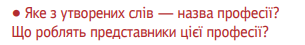 ● Яке з утворених слів — назва професії?
Що роблять представники цієї професії?